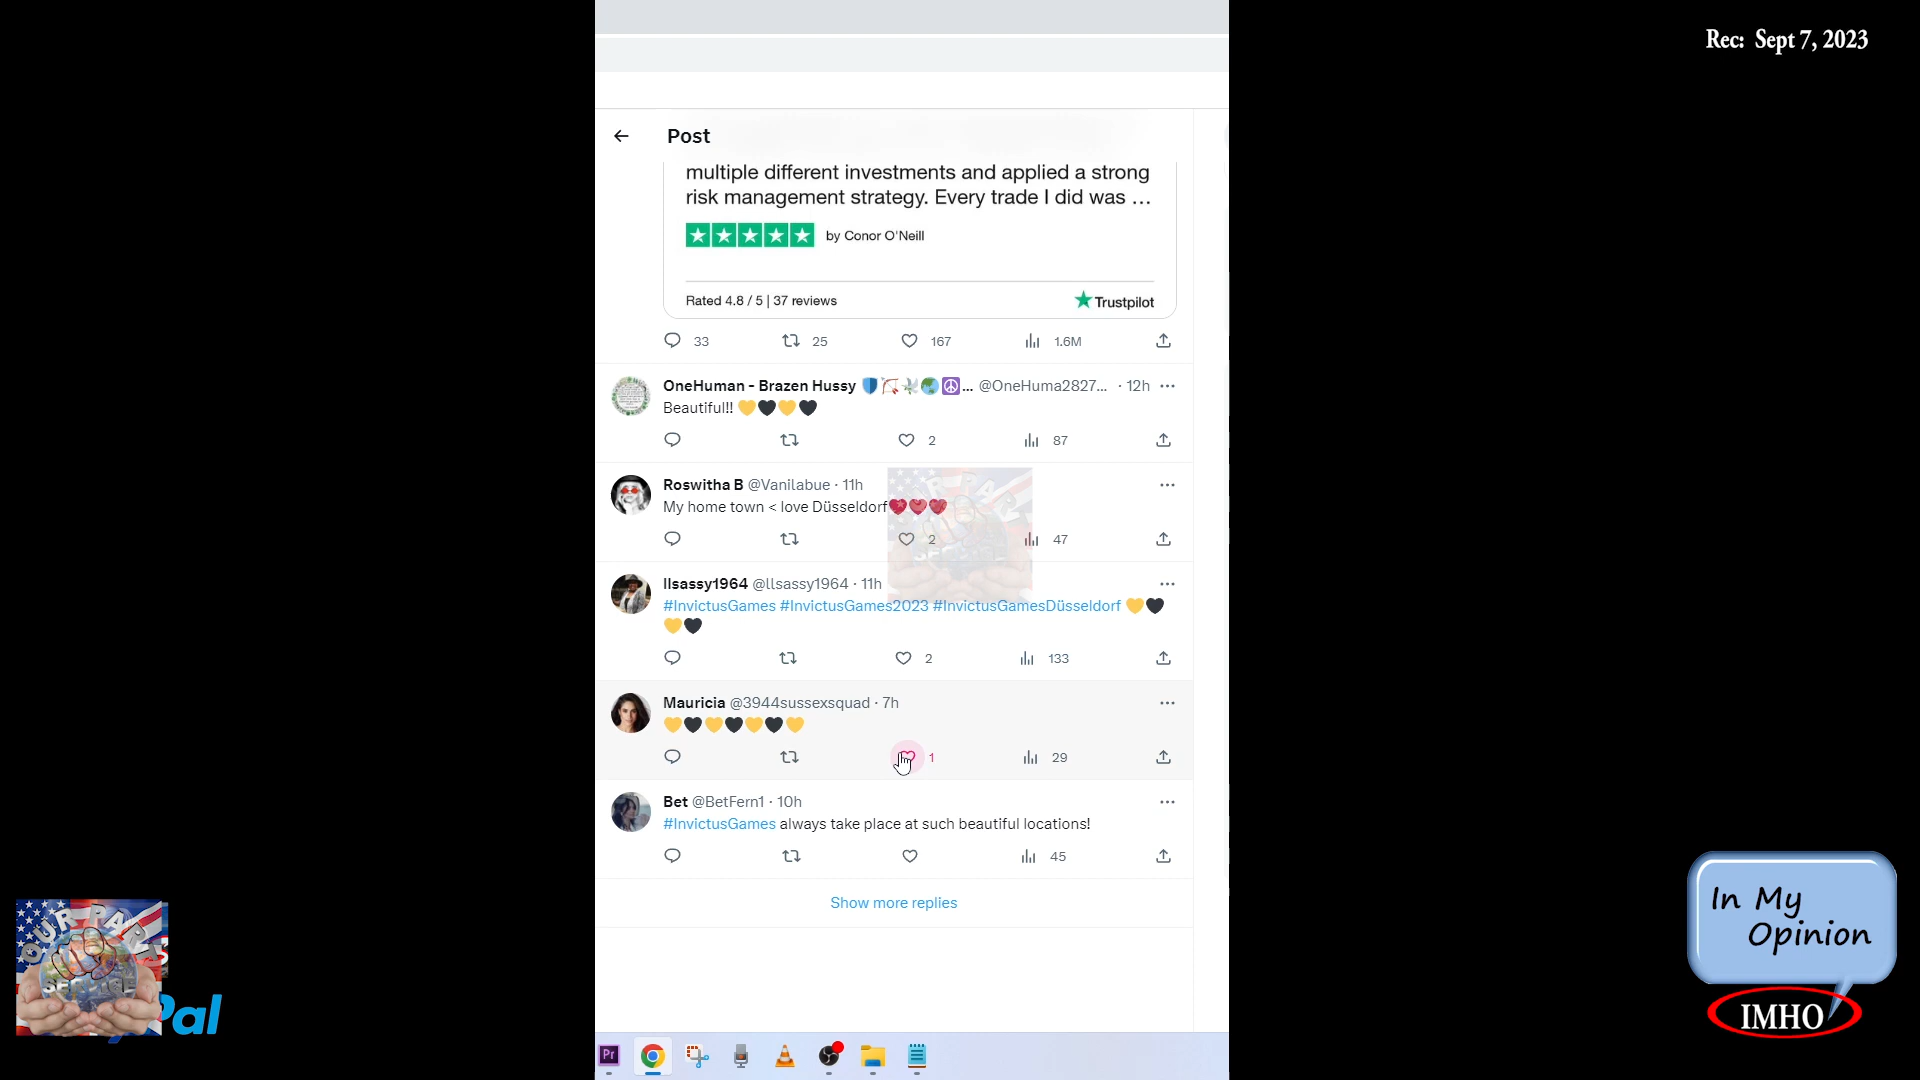 Rec: Sept 7, 2023
Post
multiple different investments and applied a strong
risk management strategy. Every trade I did was ...
by Conor O'Neill
Rated 4.8 / 5 | 37 reviews
Trustpilot
33 25 167 1.6M
OneHuman - Brazen Hussy ... @OneHuma2827... · 12h
Beautiful!! 💛🖤💛🖤
2 87
Roswitha B @Vanilabue · 11h
My home town < love Düsseldorf
2 47
llsassy1964 @llsassy1964 · 11h
#InvictusGames #InvictusGames2023 #InvictusGamesDüsseldorf 💛🖤
💛🖤
2 133
Mauricia @3944sussexsquad · 7h
💛🖤💛🖤💛🖤💛
1 29
Bet @BetFern1 · 10h
#InvictusGames always take place at such beautiful locations!
45
Show more replies
OUR PART
SERVICE
Pal
In My
Opinion
IMHO
Pr